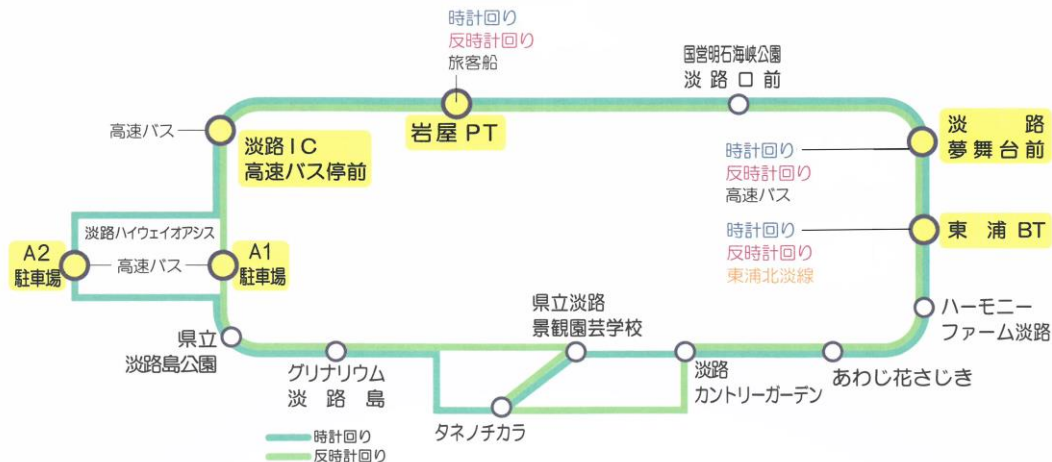 時計回り
反時計回り
旅客船
国営明石海峡公園
淡路口前
高速バス
淡路IC
高速バス停前
岩屋PT
淡路
夢舞台前
時計回り
反時計回り
高速バス
時計回り
反時計回り
東浦北淡線
東浦BT
淡路ハイウェイオアシス
A2
駐車場
高速バス
A1
駐車場
県立
淡路島公園
グリナリウム
淡路島
県立淡路
景観園芸学校
タネノチカラ
淡路
カントリーガーデン
あわじ花さじき
ハーモニー
ファーム淡路
時計回り
反時計回り